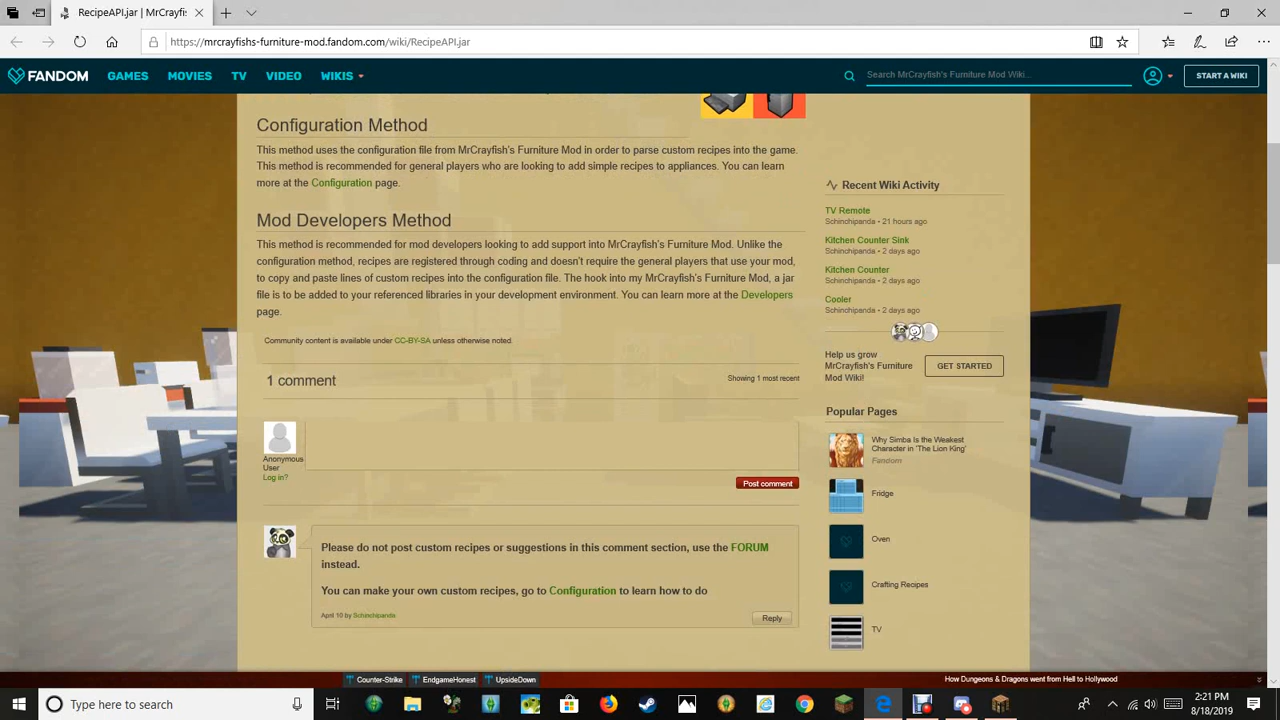 RecipeAPI.jar | MrCrayfi
https://mrcrayfishs-furniture-mod.fandom.com/wiki/RecipeAPI.jar
FANDOM
GAMES
MOVIES
TV
VIDEO
WIKIS
Search MrCrayfish's Furniture Mod Wiki...
START A WIKI
Configuration Method
This method uses the configuration file from MrCrayfish's Furniture Mod in order to parse custom recipes into the game.
This method is recommended for general players who are looking to add simple recipes to appliances. You can learn
more at the Configuration page.
Mod Developers Method
This method is recommended for mod developers looking to add support into MrCrayfish's Furniture Mod. Unlike the
configuration method, recipes are registered through coding and doesn't require the general players that use your mod,
to copy and paste lines of custom recipes into the configuration file. The hook into my MrCrayfish's Furniture Mod, a jar
file is to be added to your referenced libraries in your development environment. You can learn more at the Developers
page.
Community content is available under CC-BY-SA unless otherwise noted.
1 comment
Showing 1 most recent
Anonymous
User
Log in?
Post comment
Please do not post custom recipes or suggestions in this comment section, use the FORUM
instead.
You can make your own custom recipes, go to Configuration to learn how to do
April 10 by Schinchipanda
Reply
Recent Wiki Activity
TV Remote
Schinchipanda • 21 hours ago
Kitchen Counter Sink
Schinchipanda • 2 days ago
Kitchen Counter
Schinchipanda • 2 days ago
Cooler
Schinchipanda • 2 days ago
Help us grow
MrCrayfish's Furniture
Mod Wiki!
GET STARTED
Popular Pages
Why Simba Is the Weakest
Character in 'The Lion King'
Fandom
Fridge
Oven
Crafting Recipes
TV
Counter-Strike
EndgameHonest
UpsideDown
How Dungeons & Dragons went from Hell to Hollywood
Type here to search
2:21 PM
8/18/2019